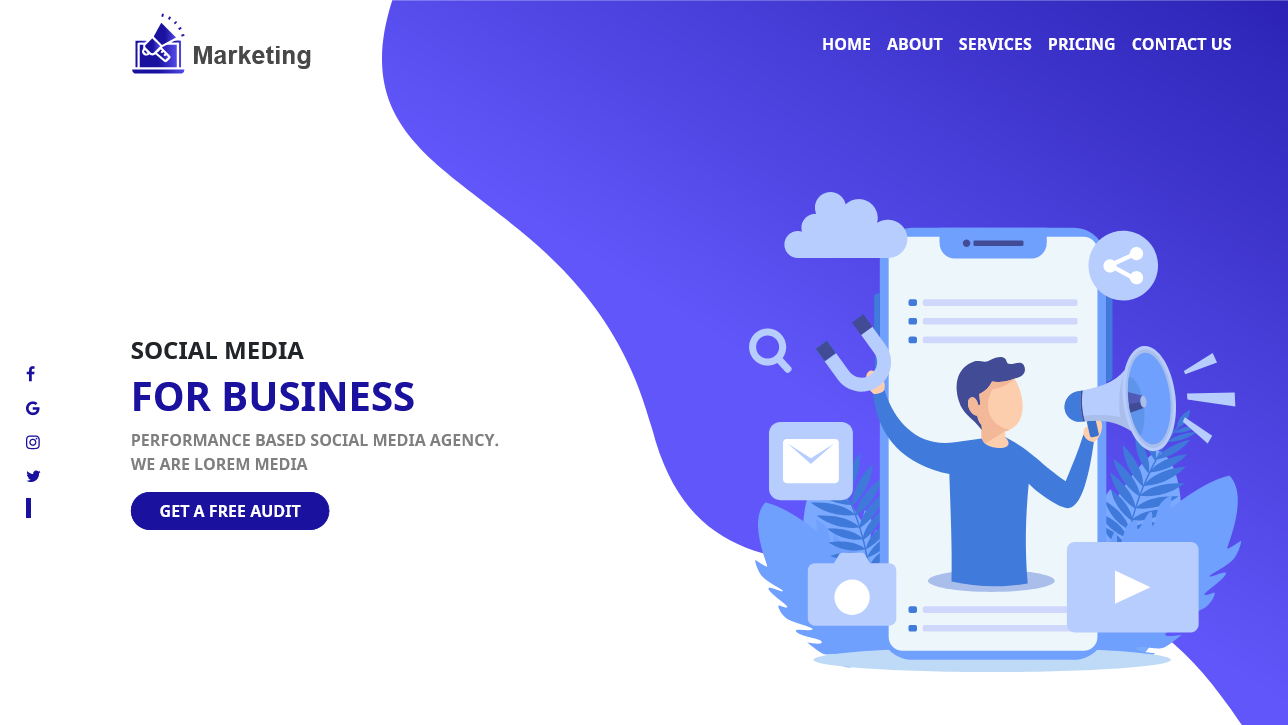 Marketing
HOME ABOUT SERVICES PRICING CONTACT US
SOCIAL MEDIA
FOR BUSINESS
PERFORMANCE BASED SOCIAL MEDIA AGENCY.
WE ARE LOREM MEDIA
GET A FREE AUDIT